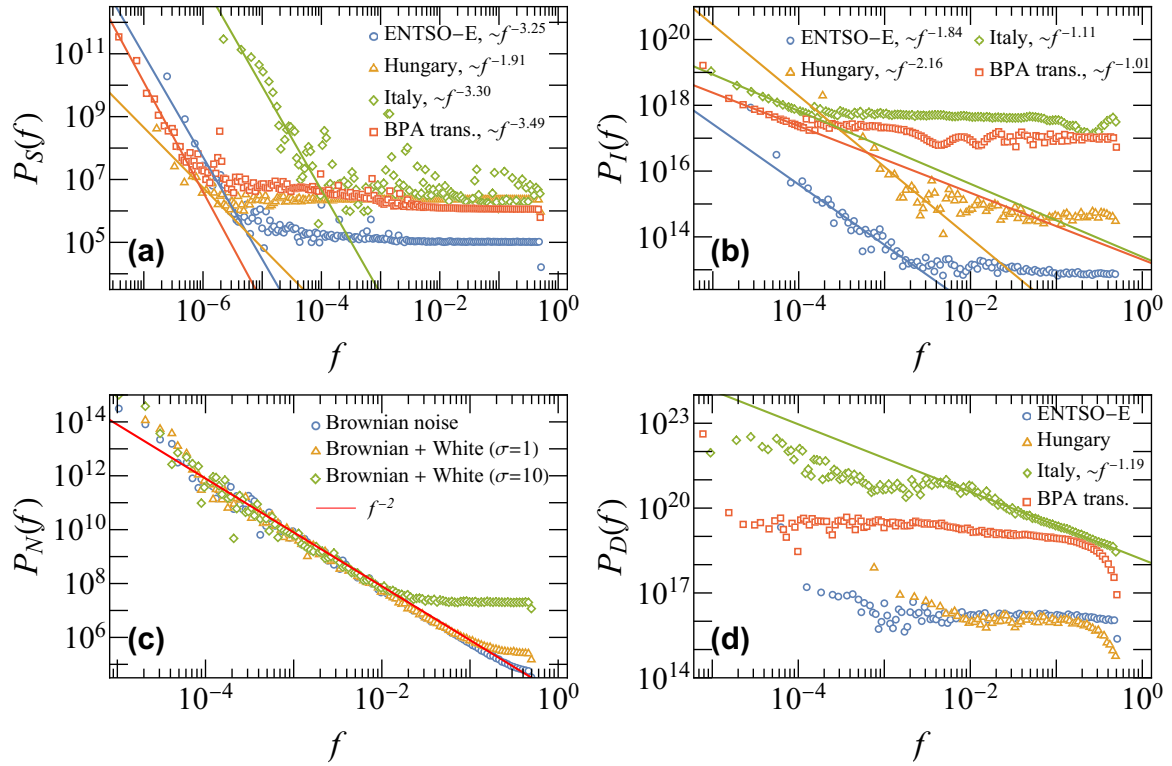 ENTSO−E, ~f^−3.25
Hungary, ~f^−1.91
Italy, ~f^−3.30
BPA trans., ~f^−3.49
10^11
10^9
10^7
10^5
P_S(f)
(a)
10^−6
10^−4
10^−2
10^0
f
ENTSO−E, ~f^−1.84
Italy, ~f^−1.11
Hungary, ~f^−2.16
BPA trans., ~f^−1.01
10^20
10^18
10^16
10^14
P_I(f)
(b)
10^−4
10^−2
10^0
f
Brownian noise
Brownian + White (σ=1)
Brownian + White (σ=10)
f^−2
10^14
10^12
10^10
10^8
10^6
P_N(f)
(c)
10^−4
10^−2
10^0
f
ENTSO−E
Hungary
Italy, ~f^−1.19
BPA trans.
10^23
10^20
10^17
10^14
P_D(f)
(d)
10^−4
10^−2
10^0
f